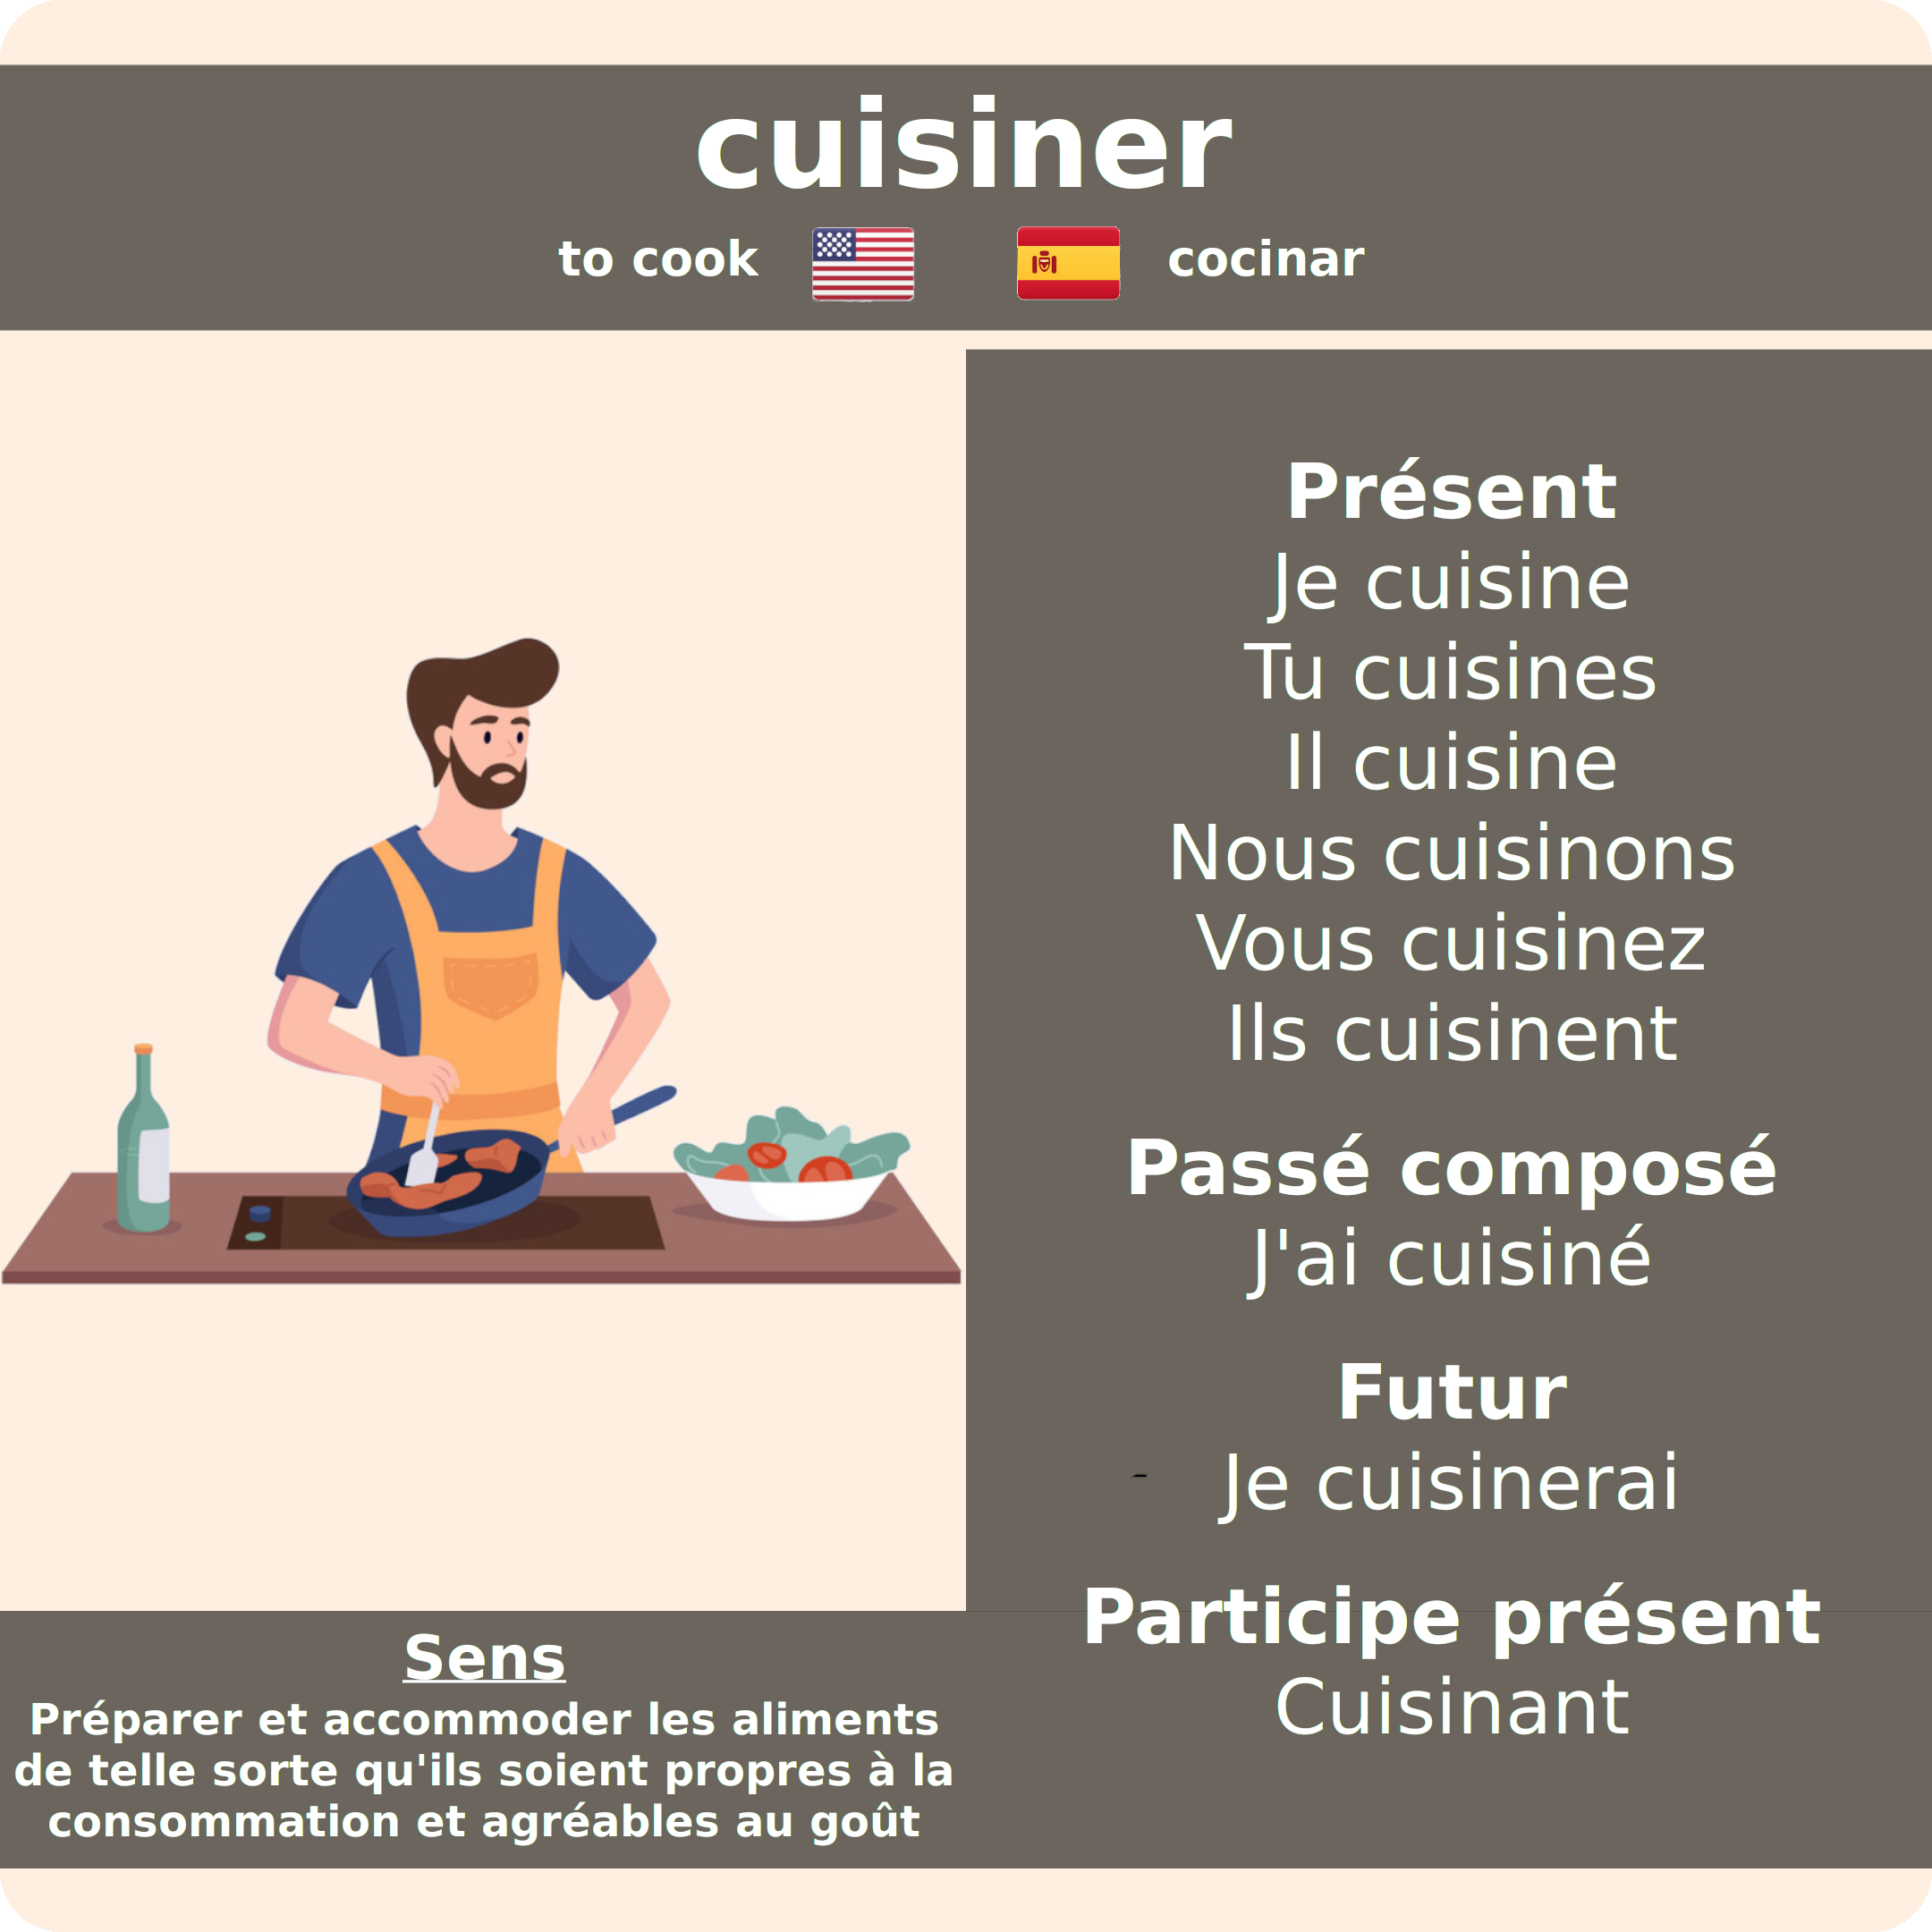 cuisiner
to cook
cocinar
Présent
Je cuisine
Tu cuisines
Il cuisine
Nous cuisinons
Vous cuisinez
Ils cuisinent
Passé composé
J'ai cuisiné
Futur
Je cuisinerai
Participe présent
Cuisinant
Sens
Préparer et accommoder les aliments
de telle sorte qu'ils soient propres à la
consommation et agréables au goût